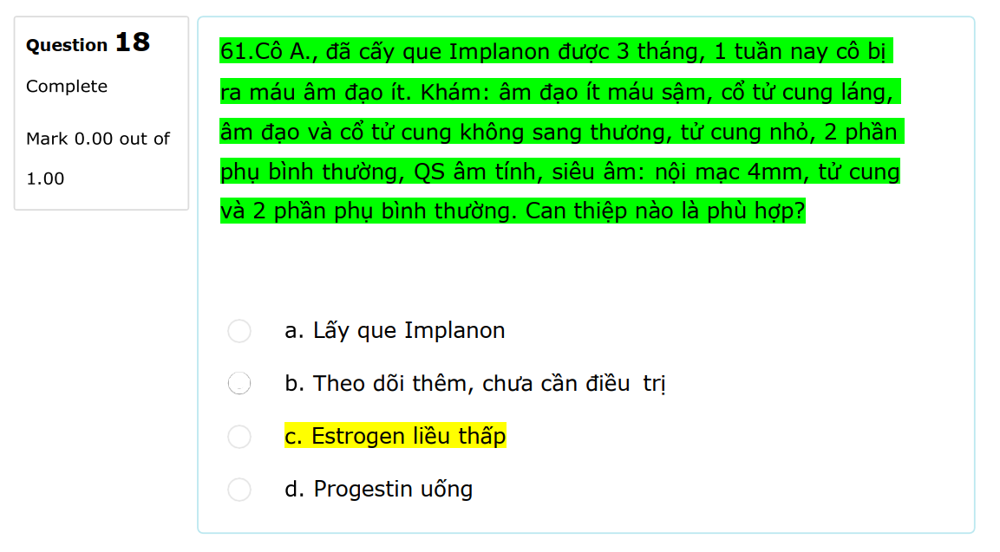 Question 18
Complete
Mark 0.00 out of
1.00
61.Cô A., đã cấy que Implanon được 3 tháng, 1 tuần nay cô bị
ra máu âm đạo ít. Khám: âm đạo ít máu sậm, cổ tử cung láng,
âm đạo và cổ tử cung không sang thương, tử cung nhỏ, 2 phần
phụ bình thường, QS âm tính, siêu âm: nội mạc 4mm, tử cung
và 2 phần phụ bình thường. Can thiệp nào là phù hợp?
a. Lấy que Implanon
b. Theo dõi thêm, chưa cần điều trị
c. Estrogen liều thấp
d. Progestin uống